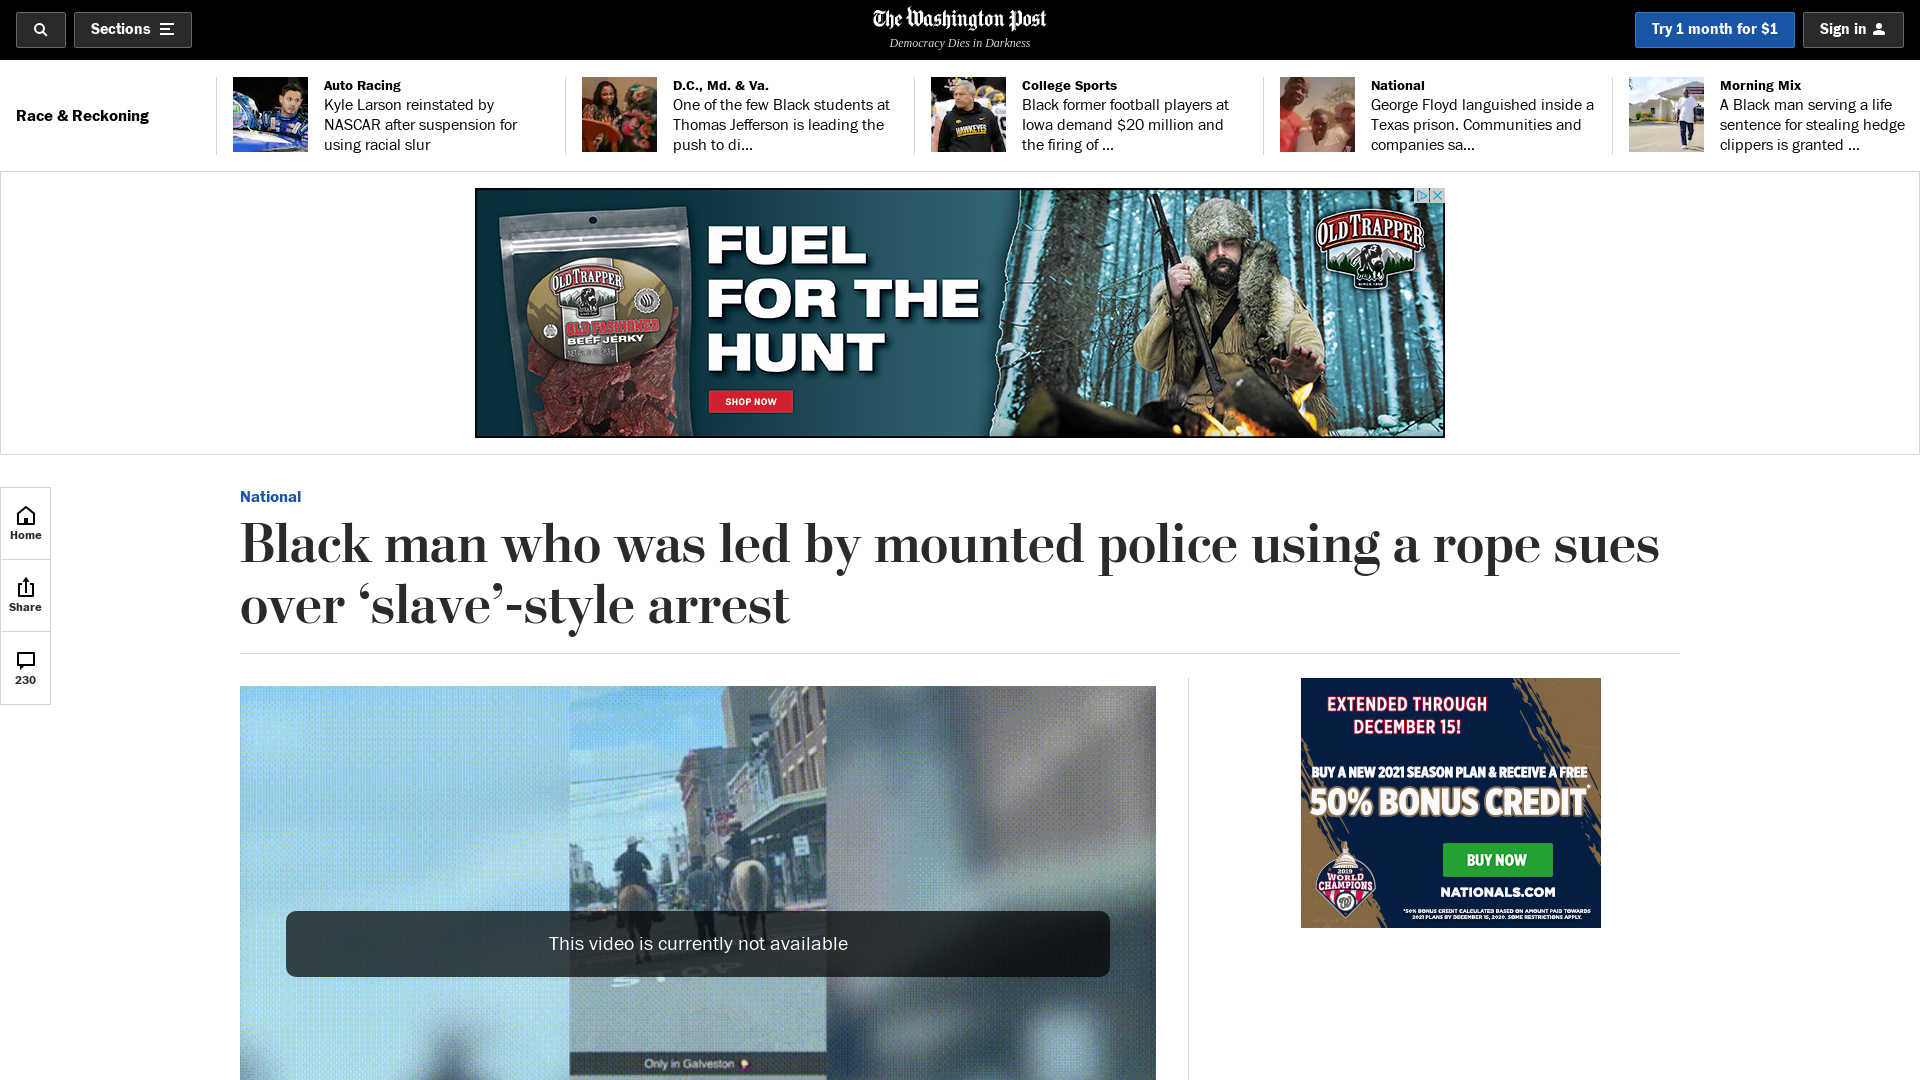 Sections
The Washington Post
Democracy Dies in Darkness
Try 1 month for $1
Sign in
Race & Reckoning
Auto Racing
Kyle Larson reinstated by
NASCAR after suspension for
using racial slur
D.C., Md. & Va.
One of the few Black students at
Thomas Jefferson is leading the
push to di...
College Sports
Black former football players at
Iowa demand $20 million and
the firing of ...
National
George Floyd languished inside a
Texas prison. Communities and
companies sa...
Morning Mix
A Black man serving a life
sentence for stealing hedge
clippers is granted ...
HAWKEYES
OLD TRAPPER
OLD FASHIONED
BEEF JERKY
FUEL
FOR THE
HUNT
SHOP NOW
OLD TRAPPER
SINCE 1969
Home
Share
230
National
Black man who was led by mounted police using a rope sues
over ‘slave’-style arrest
This video is currently not available
STOP
Only in Galveston
EXTENDED THROUGH
DECEMBER 15!
BUY A NEW 2021 SEASON PLAN & RECEIVE A FREE
50% BONUS CREDIT*
BUY NOW
2019
WORLD
CHAMPIONS
W
NATIONALS.COM
*50% BONUS CREDIT CALCULATED BASED ON AMOUNT PAID TOWARDS
2021 PLANS BY DECEMBER 15, 2020. SOME RESTRICTIONS APPLY.